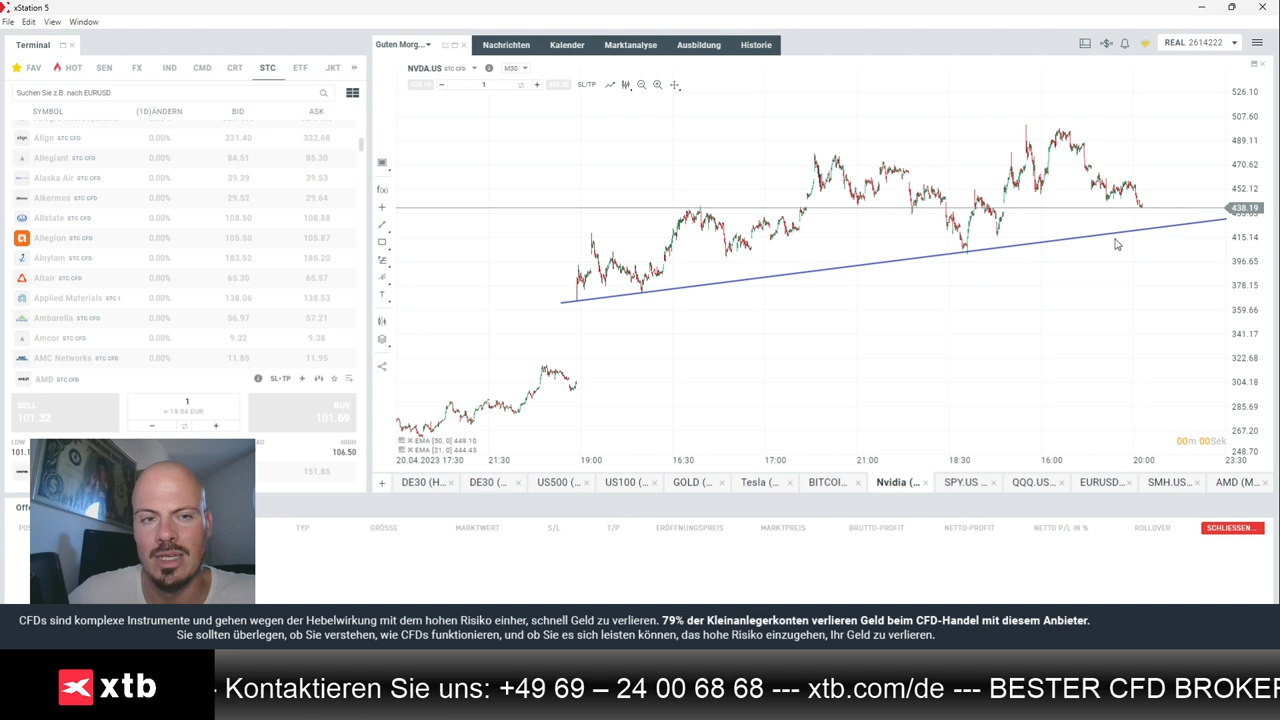 xStation 5
File Edit View Window
Terminal
FAV HOT SEN FX IND CMD CRT STC ETF JKT
Suchen Sie z.B. nach EURUSD
SYMBOL (1D)ÄNDERN BID ASK
Align STC CFD 0.00% 331.40 332.68
Allegiant STC CFD 0.00% 84.51 85.30
Alaska Air STC CFD 0.00% 39.39 39.53
Alkermes STC CFD 0.00% 29.52 29.64
Allstate STC CFD 0.00% 108.50 108.88
Allegion STC CFD 0.00% 105.50 105.87
Alnylam STC CFD 0.00% 183.52 186.20
Altair STC CFD 0.00% 65.30 65.57
Applied Materials STC 0.00% 138.06 138.53
Ambarella STC CFD 0.00% 56.97 57.21
Amcor STC CFD 0.00% 9.32 9.38
AMC Networks STC CFD 0.00% 11.85 11.95
AMD STC CFD SL+TP
SELL
101.32
1
≈ 19.04 EUR
BUY
101.69
LOW HIGH
106.50
151.85
Guten Morg... Nachrichten Kalender Marktanalyse Ausbildung Historie REAL 2614222
NVDA.US STC CFD M30
1 SL/TP
526.10
507.60
489.11
470.62
452.12
438.19
415.14
396.65
378.15
359.66
341.17
322.68
304.18
285.69
267.20
248.70
EMA [50, 0] 449.10
EMA [21, 0] 444.43
00m 00Sek
20.04.2023 17:30 21:30 19:00 16:30 17:00 21:00 18:30 16:00 20:00 23:30
DE30 (H... DE30 (... US500 (... US100 (... GOLD (... Tesla (... BITCOI... Nvidia (... SPY.US ... QQQ.US... EURUSD... SMH.US... AMD (M...
TYP GRÖSSE MARKTWERT S/L T/P ERÖFFNUNGSPREIS MARKTPREIS BRUTTO-PROFIT NETTO-PROFIT NETTO P/L IN % ROLLOVER SCHLIESSEN...
CFDs sind komplexe Instrumente und gehen wegen der Hebelwirkung mit dem hohen Risiko einher, schnell Geld zu verlieren. 79% der Kleinanlegerkonten verlieren Geld beim CFD-Handel mit diesem Anbieter.
Sie sollten überlegen, ob Sie verstehen, wie CFDs funktionieren, und ob Sie es sich leisten können, das hohe Risiko einzugehen, Ihr Geld zu verlieren.
xtb - Kontaktieren Sie uns: +49 69 – 24 00 68 68 --- xtb.com/de --- BESTER CFD BROKER